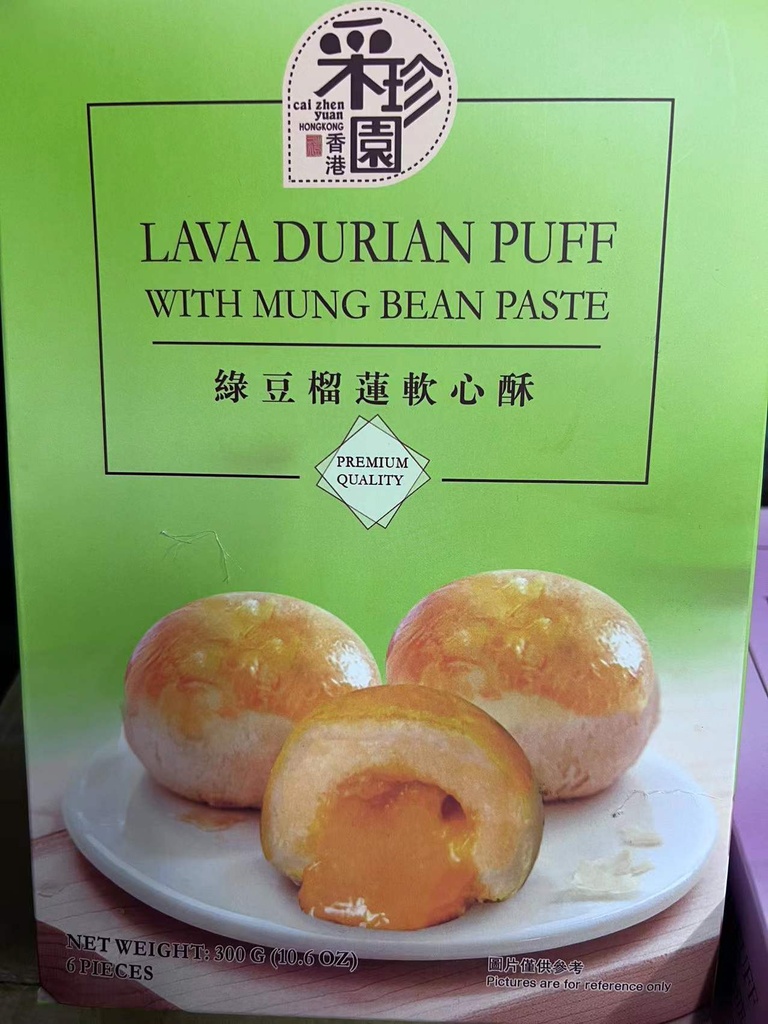 采珍園
cai zhen
yuan
HONGKONG
香港
LAVA DURIAN PUFF
WITH MUNG BEAN PASTE
綠豆榴蓮軟心酥
PREMIUM
QUALITY
NET WEIGHT: 300 G (10.6 OZ)
6 PIECES
圖片僅供參考
Pictures are for reference only